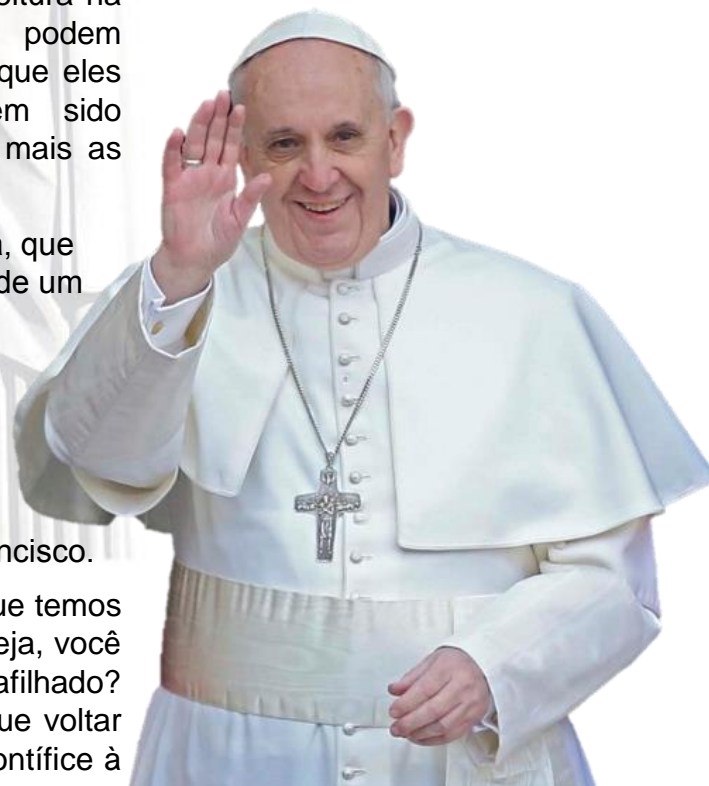 podem
que eles
em sido
mais as
que
de um
ncisco.
ue temos
eja, você
afilhado?
ue voltar
ontífice à